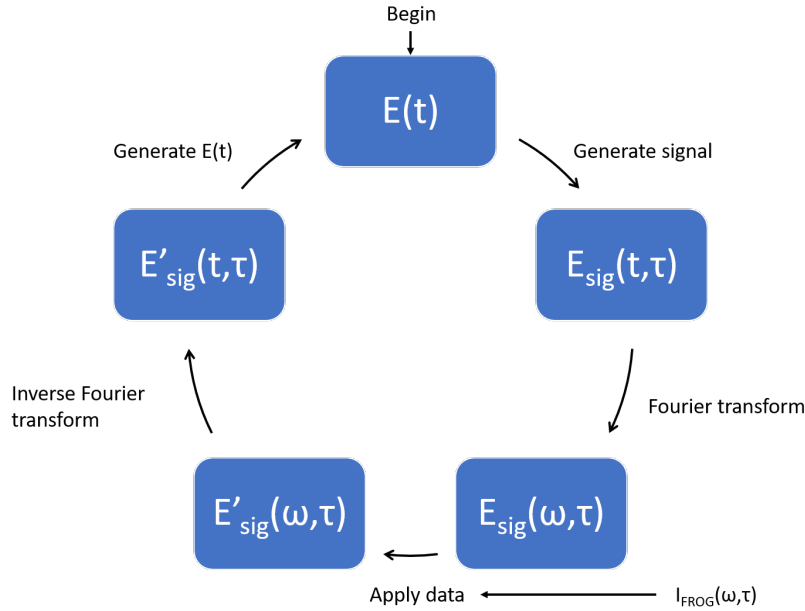 Begin
E(t)
Generate E(t)
Generate signal
E'sig(t,τ)
Esig(t,τ)
Inverse Fourier
transform
Fourier transform
E'sig(ω,τ)
Esig(ω,τ)
Apply data
IFROG(ω,τ)